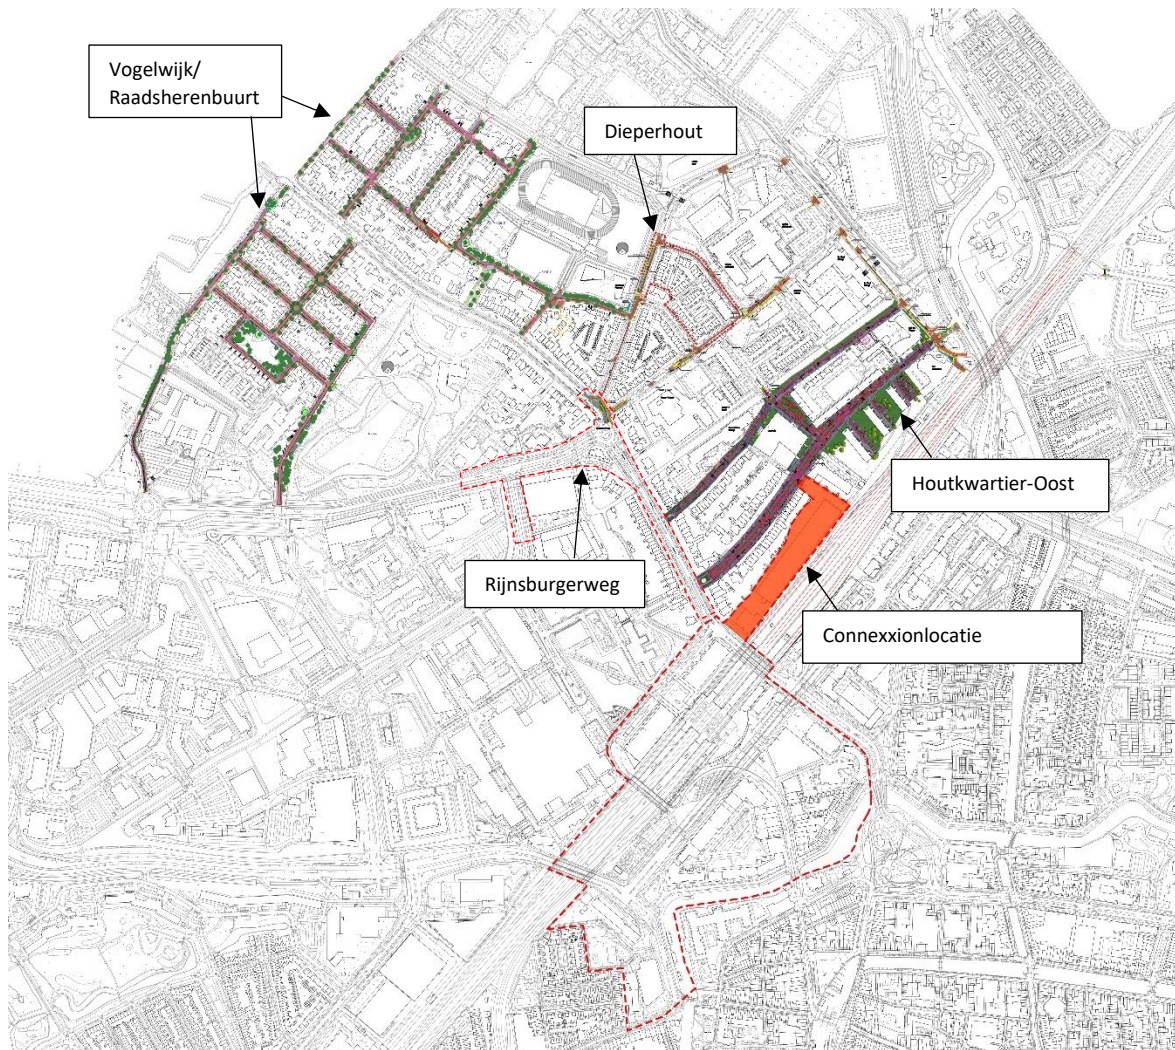 Vogelwijk/
Raadsherenbuurt
Dieperhout
Houtkwartier-Oost
Rijnsburgerweg
Connexxionlocatie